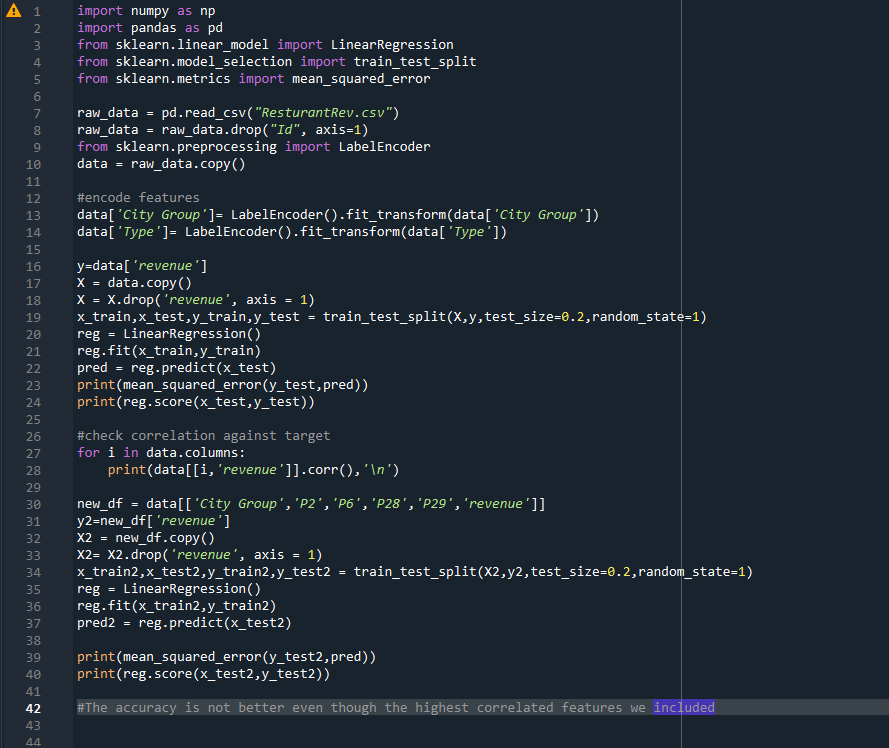 1 import numpy as np
2 import pandas as pd
3 from sklearn.linear_model import LinearRegression
4 from sklearn.model_selection import train_test_split
5 from sklearn.metrics import mean_squared_error
6
7 raw_data = pd.read_csv("ResturantRev.csv")
8 raw_data = raw_data.drop("Id", axis=1)
9 from sklearn.preprocessing import LabelEncoder
10 data = raw_data.copy()
11
12 #encode features
13 data['City Group']= LabelEncoder().fit_transform(data['City Group'])
14 data['Type']= LabelEncoder().fit_transform(data['Type'])
15
16 y=data['revenue']
17 X = data.copy()
18 X = X.drop('revenue', axis = 1)
19 x_train,x_test,y_train,y_test = train_test_split(X,y,test_size=0.2,random_state=1)
20 reg = LinearRegression()
21 reg.fit(x_train,y_train)
22 pred = reg.predict(x_test)
23 print(mean_squared_error(y_test,pred))
24 print(reg.score(x_test,y_test))
25
26 #check correlation against target
27 for i in data.columns:
28     print(data[[i,'revenue']].corr(),'\n')
29
30 new_df = data[['City Group','P2','P6','P28','P29','revenue']]
31 y2=new_df['revenue']
32 X2 = new_df.copy()
33 X2= X2.drop('revenue', axis = 1)
34 x_train2,x_test2,y_train2,y_test2 = train_test_split(X2,y2,test_size=0.2,random_state=1)
35 reg = LinearRegression()
36 reg.fit(x_train2,y_train2)
37 pred2 = reg.predict(x_test2)
38
39 print(mean_squared_error(y_test2,pred))
40 print(reg.score(x_test2,y_test2))
41
42 #The accuracy is not better even though the highest correlated features we included
43
44